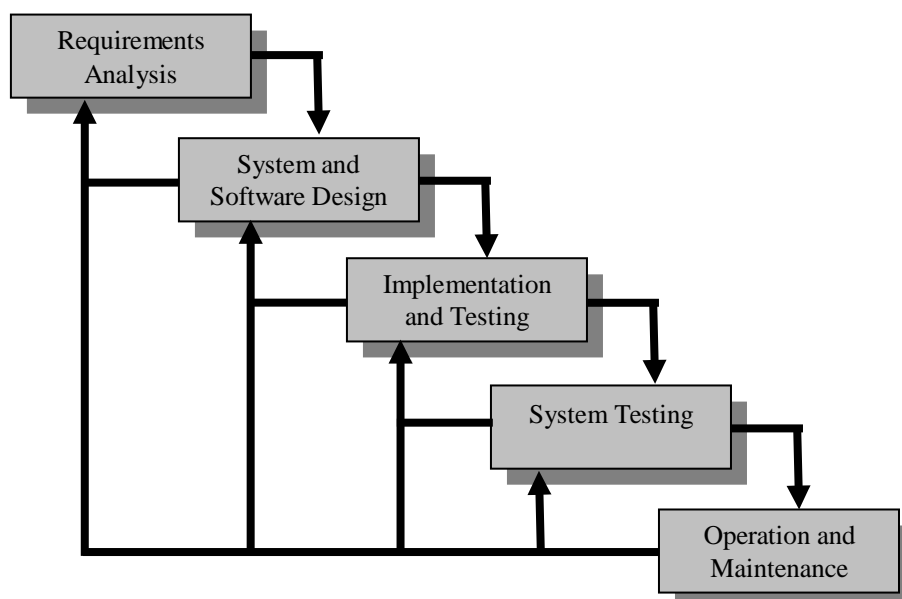 Requirements
Analysis
System and
Software Design
Implementation
and Testing
System Testing
Operation and
Maintenance